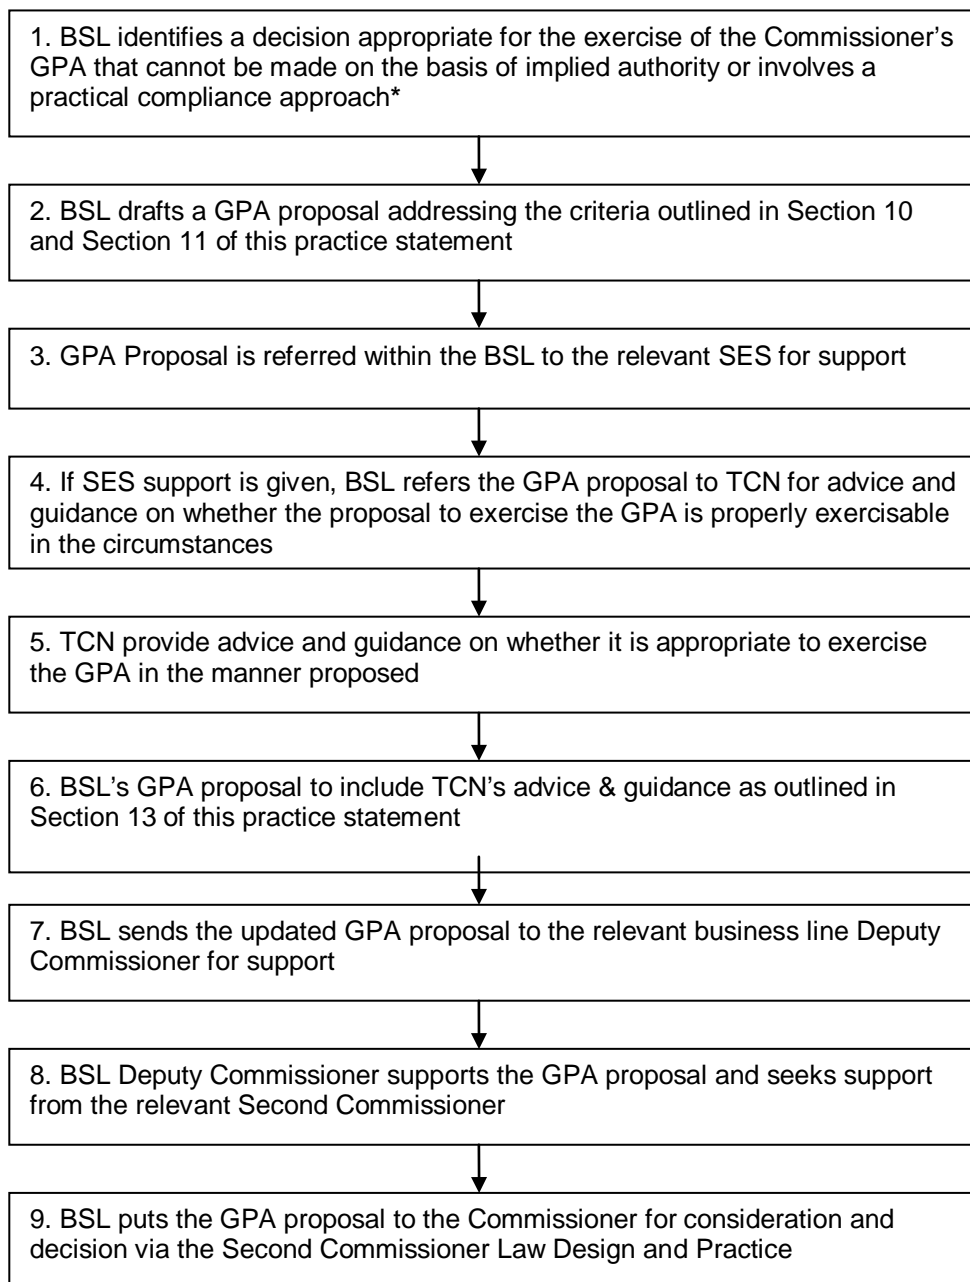 1. BSL identifies a decision appropriate for the exercise of the Commissioner's
GPA that cannot be made on the basis of implied authority or involves a
practical compliance approach*
2. BSL drafts a GPA proposal addressing the criteria outlined in Section 10
and Section 11 of this practice statement
3. GPA Proposal is referred within the BSL to the relevant SES for support
4. If SES support is given, BSL refers the GPA proposal to TCN for advice and
guidance on whether the proposal to exercise the GPA is properly exercisable
in the circumstances
5. TCN provide advice and guidance on whether it is appropriate to exercise
the GPA in the manner proposed
6. BSL's GPA proposal to include TCN's advice & guidance as outlined in
Section 13 of this practice statement
7. BSL sends the updated GPA proposal to the relevant business line Deputy
Commissioner for support
8. BSL Deputy Commissioner supports the GPA proposal and seeks support
from the relevant Second Commissioner
9. BSL puts the GPA proposal to the Commissioner for consideration and
decision via the Second Commissioner Law Design and Practice